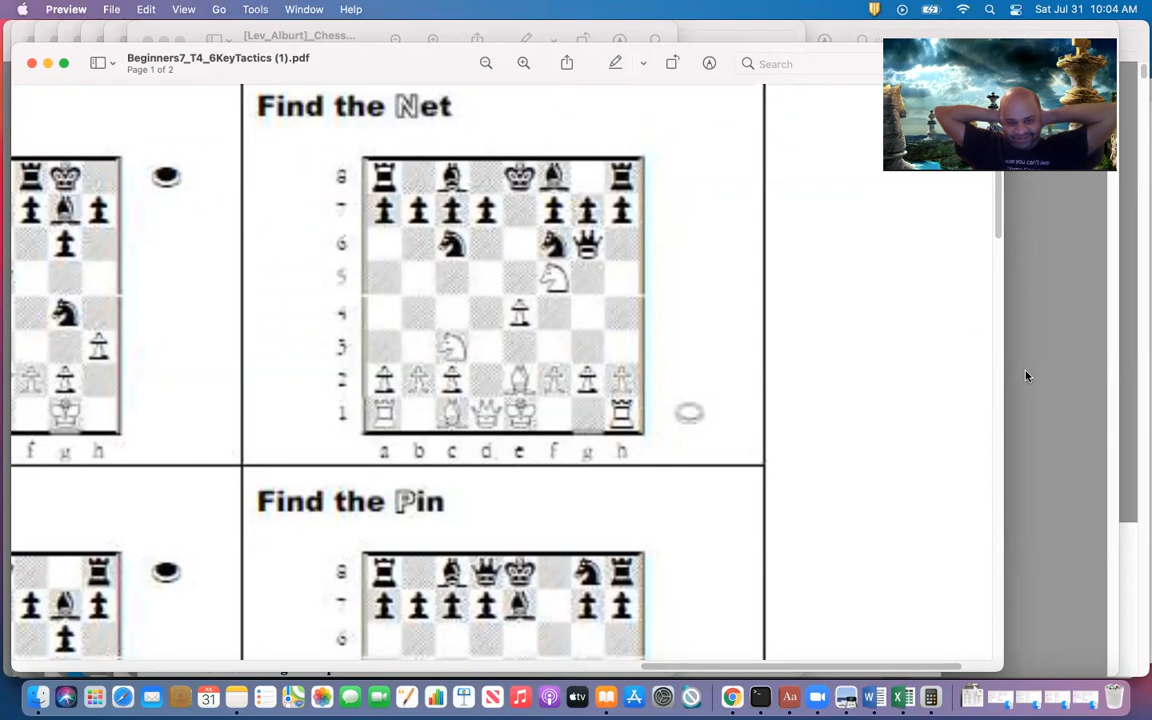 Preview File Edit View Go Tools Window Help Sat Jul 31 10:04 AM
[Lev_Alburt]_Chess...
Beginners7_T4_6KeyTactics (1).pdf
Page 1 of 2
Search
Find the Net
8
7
6
5
4
3
2
1
f g h
a b c d e f g h
Find the Pin
8
7
6